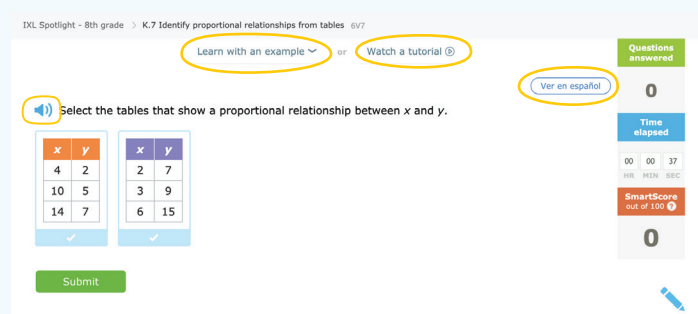 IXL Spotlight - 8th grade > K.7 Identify proportional relationships from tables 6V7
Learn with an example or Watch a tutorial
Questions answered
0
Ver en español
Select the tables that show a proportional relationship between x and y.
Time elapsed
00 00 37
HR MIN SEC
x y
4 2
10 5
14 7
x y
2 7
3 9
6 15
SmartScore
out of 100 ?
0
Submit